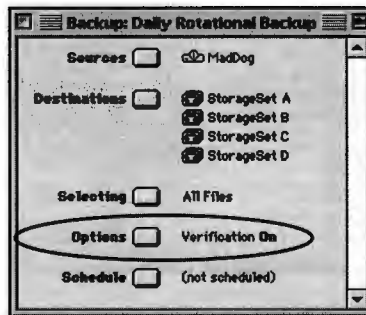 Backup: Daily Rotational Backup
Sources MadDog
Destinations StorageSet A
StorageSet B
StorageSet C
StorageSet D
Selecting All Files
Options Verification On
Schedule (not scheduled)